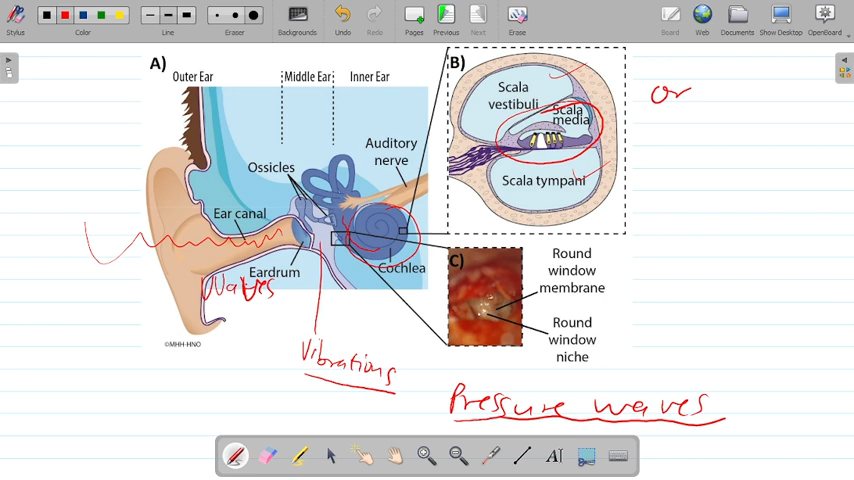 Stylus
Color
Line
Eraser
Backgrounds
Undo
Redo
Pages
Previous
Next
Erase
Board
Web
Documents
Show Desktop
OpenBoard
A)
Outer Ear
Middle Ear
Inner Ear
Ossicles
Auditory
nerve
Ear canal
Eardrum
Cochlea
©MHH-HNO
Waves
Vibrations
B)
Scala
vestibuli
Scala
media
Scala tympani
or
C)
Round
window
membrane
Round
window
niche
Pressure waves